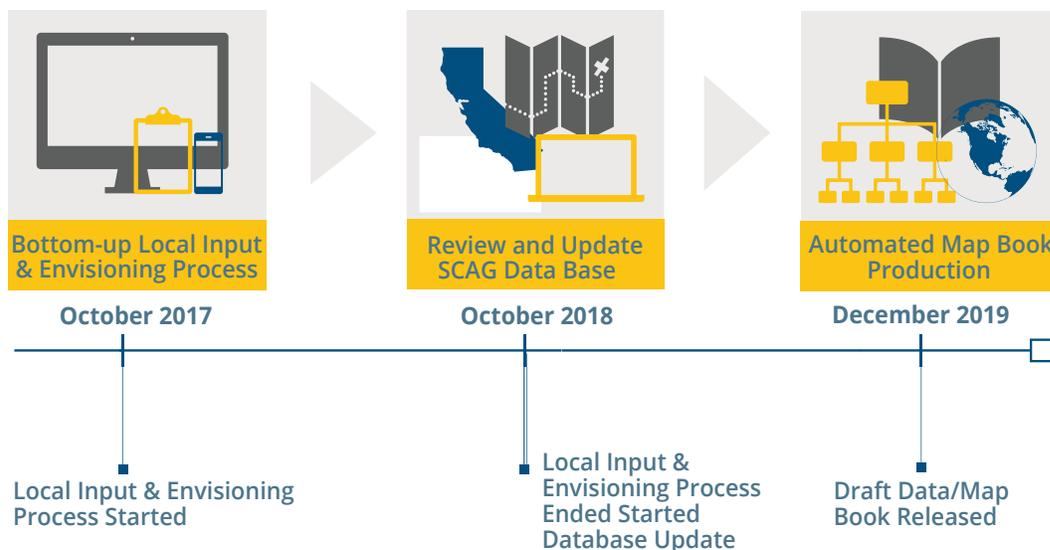 Bottom-up Local Input
& Envisioning Process
Review and Update
SCAG Data Base
Automated Map Book
Production
October 2017
October 2018
December 2019
Local Input & Envisioning
Process Started
Local Input &
Envisioning Process
Ended Started
Database Update
Draft Data/Map
Book Released